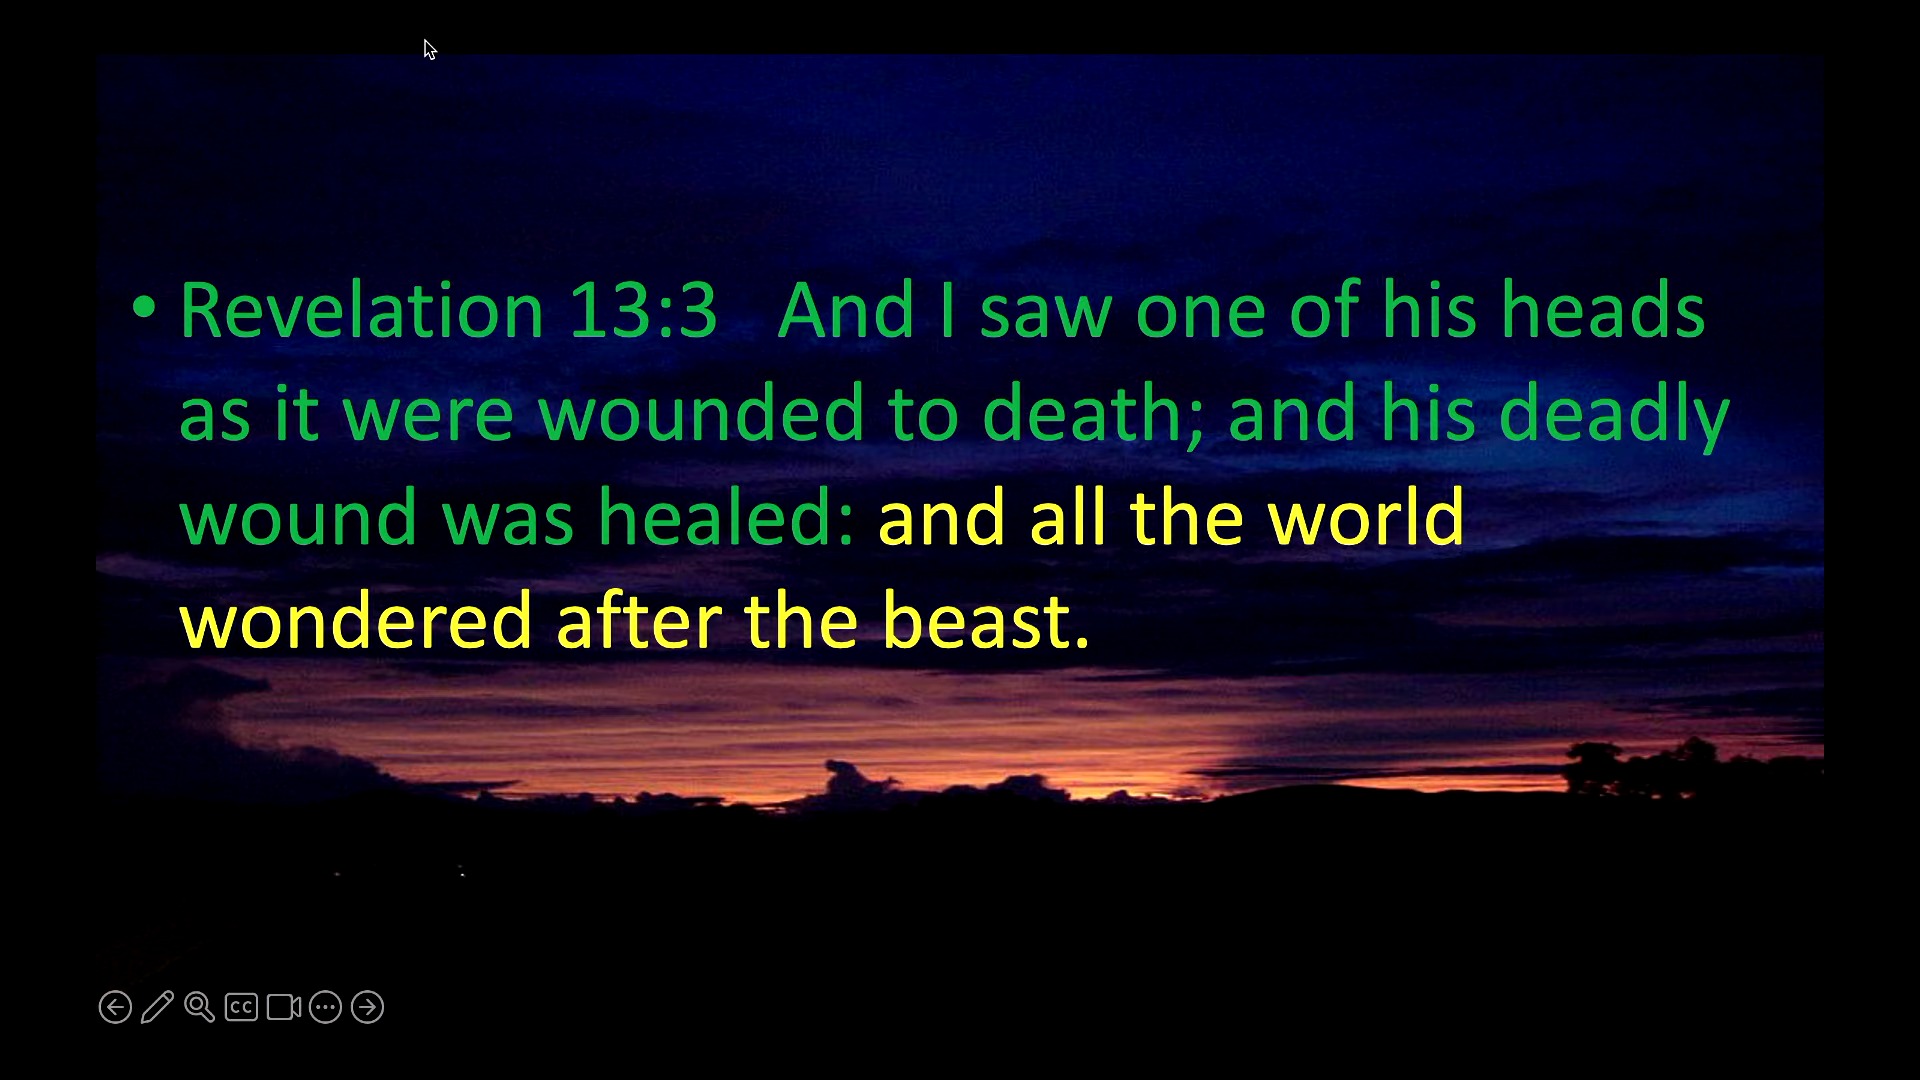 • Revelation 13:3   And I saw one of his heads
as it were wounded to death; and his deadly
wound was healed: and all the world
wondered after the beast.
CC